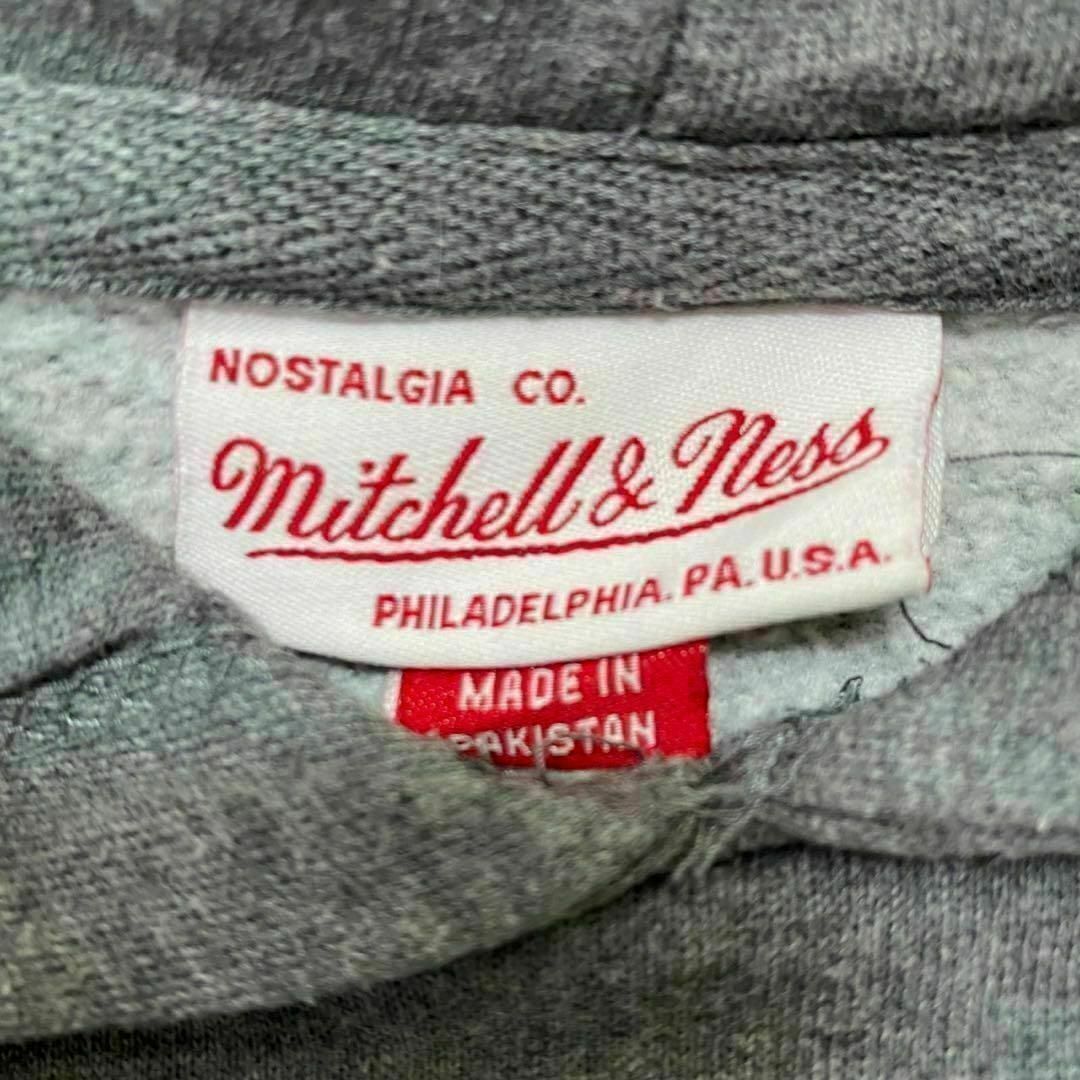 NOSTALGIA CO.
Mitchell & Ness
PHILADELPHIA. PA. U.S.A.
MADE IN
PAKISTAN